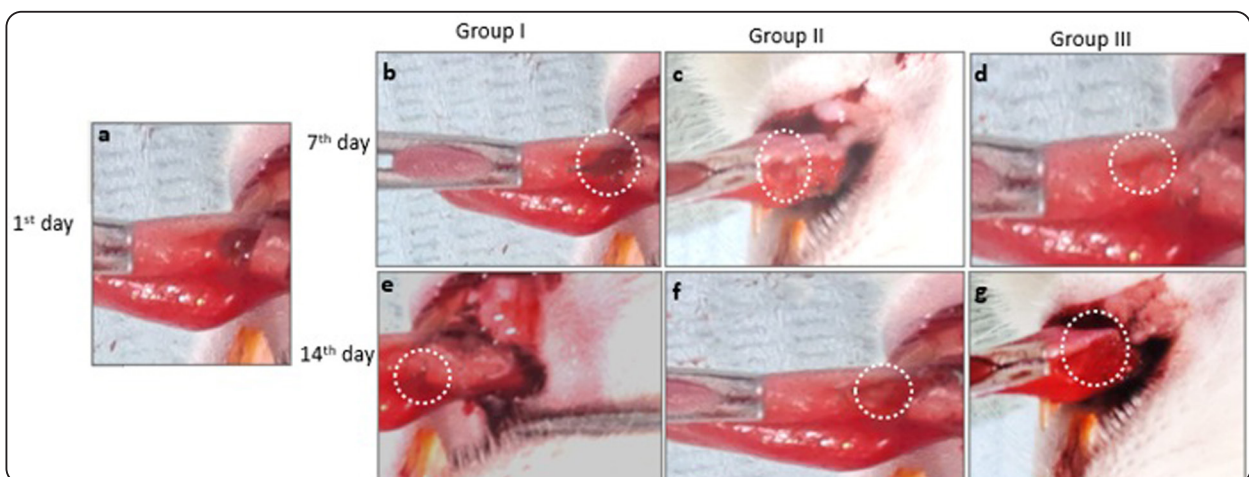 Group I
Group II
Group III
b
c
d
a
7th day
1st day
e
f
g
14th day